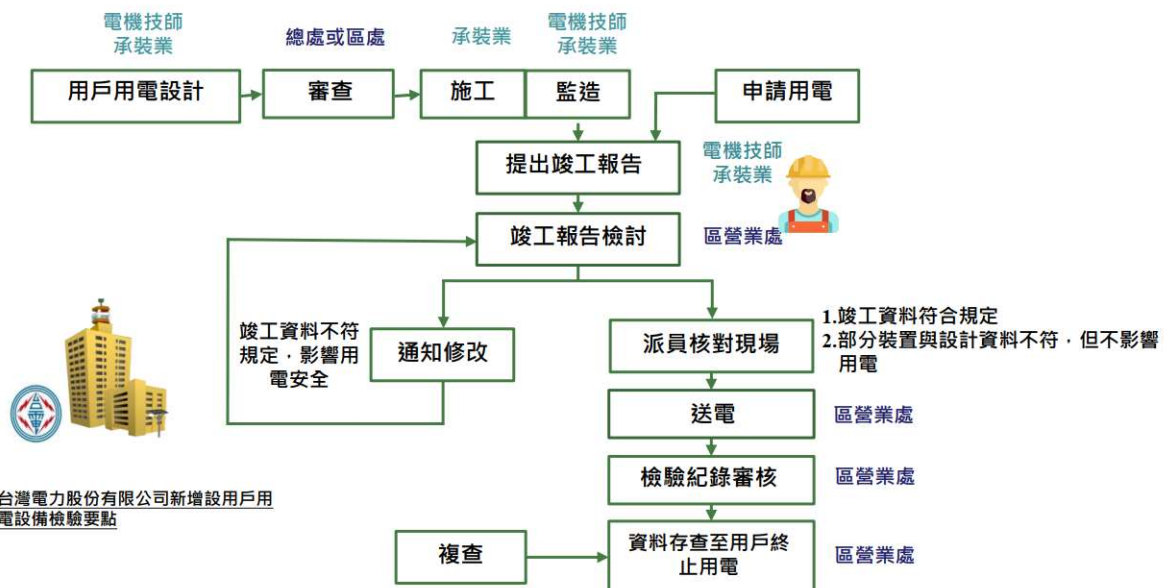 電機技師
承裝業
總處或區處
承裝業
電機技師
承裝業
用戶用電設計
審查
施工
監造
申請用電
提出竣工報告
電機技師
承裝業
竣工報告檢討
區營業處
竣工資料不符
規定，影響用
電安全
通知修改
派員核對現場
1.竣工資料符合規定
2.部分裝置與設計資料不符，但不影響
用電
送電
區營業處
檢驗紀錄審核
區營業處
台灣電力股份有限公司新增設用戶用
電設備檢驗要點
複查
資料存查至用戶終
止用電
區營業處